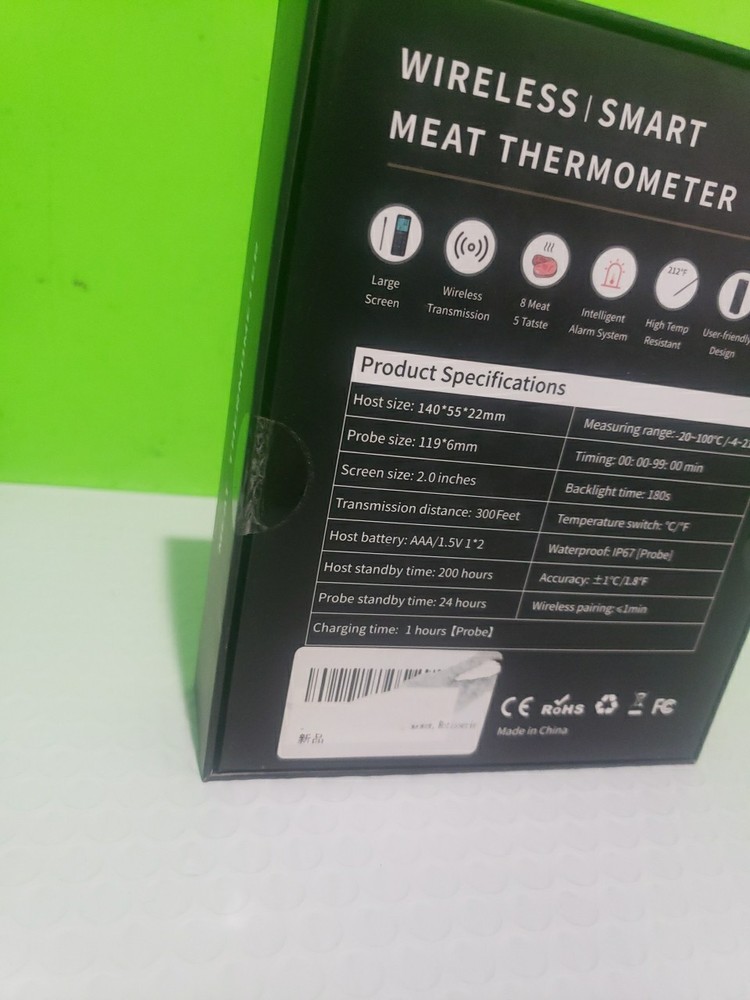 WIRELESS | SMART
MEAT THERMOMETER
Large
Screen
Wireless
Transmission
8 Meat
5 Tatste
Intelligent
Alarm System
212°F
High Temp
Resistant
User-friendly
Design
Product Specifications
Host size: 140*55*22mm
Measuring range: -20~100℃/-4~
Probe size: 119*6mm
Timing: 00: 00-99: 00 min
Screen size: 2.0 inches
Backlight time: 180s
Transmission distance: 300Feet
Temperature switch: ℃/℉
Host battery: AAA/1.5V 1*2
Waterproof: IP67 [Probe]
Host standby time: 200 hours
Accuracy: ±1℃/1.8℉
Probe standby time: 24 hours
Wireless pairing: <1min
Charging time: 1 hours【Probe】
新品
CE RoHS FC
Made in China